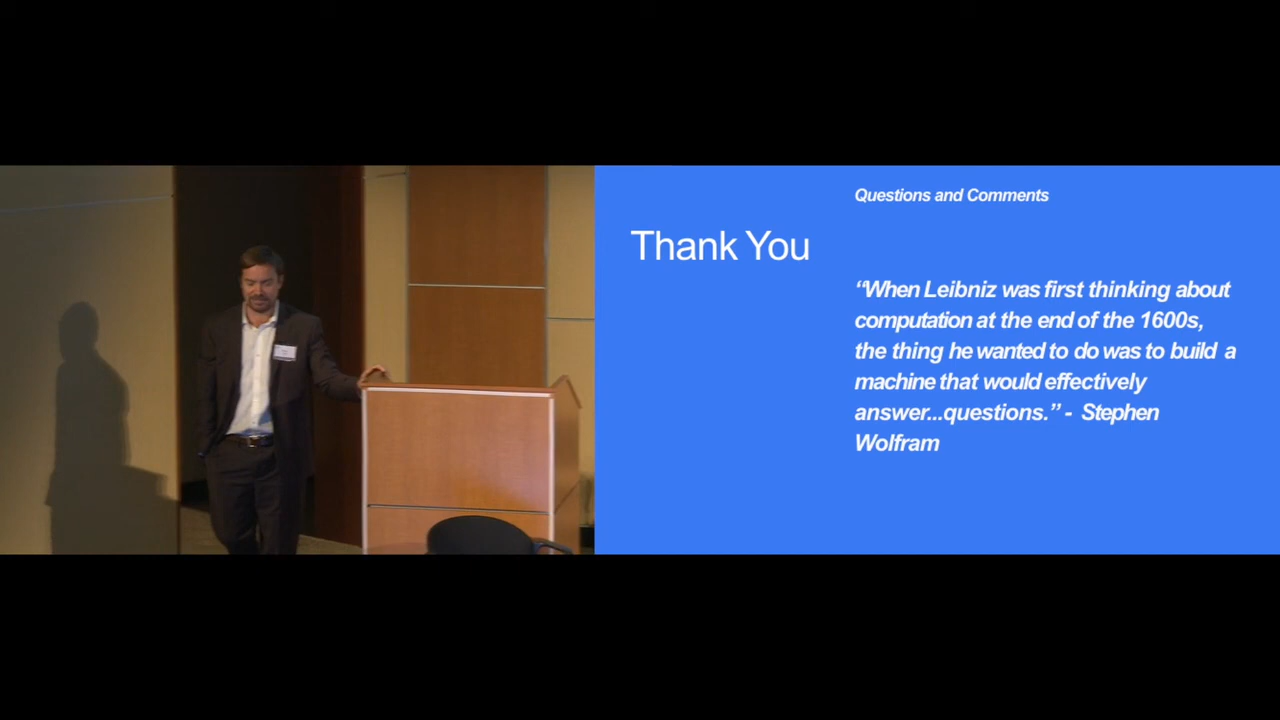 Questions and Comments
Thank You
“When Leibniz was first thinking about
computation at the end of the 1600s,
the thing he wanted to do was to build a
machine that would effectively
answer...questions.” - Stephen
Wolfram